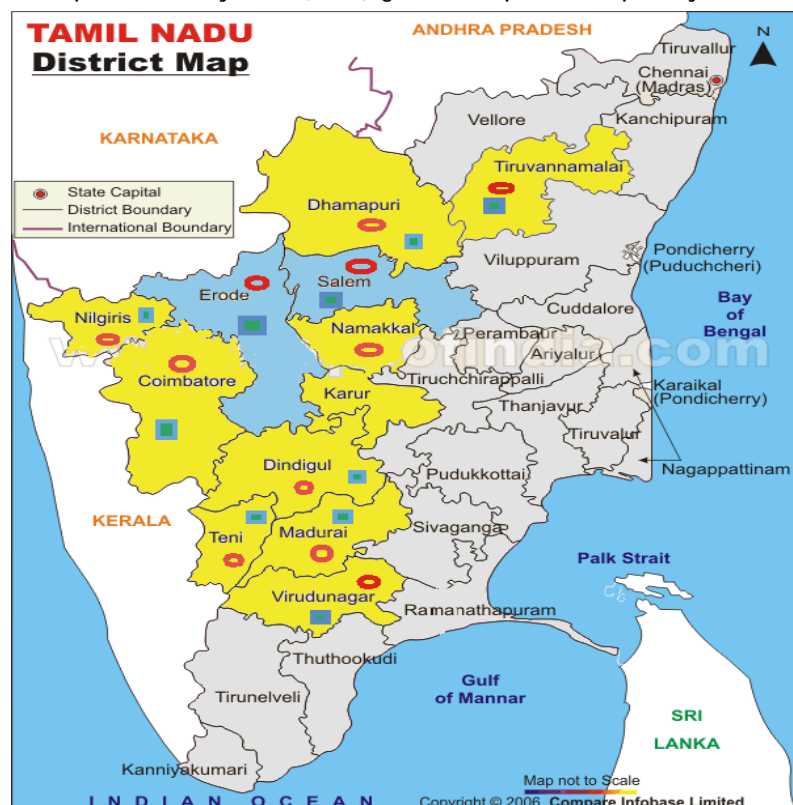 TAMIL NADU
District Map
ANDHRA PRADESH
N
Tiruvallur
Chennai
(Madras)
Kanchipuram
Vellore
KARNATAKA
Tiruvannamalai
State Capital
District Boundary
International Boundary
Dhamapuri
Viluppuram
Pondicherry
(Puduchcheri)
Salem
Erode
Cuddalore
Bay
of
Bengal
Nilgiris
Namakkal
Perambaur
Ariyalur
w
otindia.com
Coimbatore
Tiruchchirappalli
Karur
Karaikal
(Pondicherry)
Thanjavur
Tiruvalur
Nagappattinam
Dindigul
Pudukkottai
KERALA
Teni
Madurai
Sivaganga
Palk Strait
Virudunagar
Ramanathapuram
Thuthookudi
Gulf
of Mannar
Tirunelveli
SRI
LANKA
Kanniyakumari
Map not to Scale
INDIAN OCEAN
Copyright © 2006, Compare Infobase Limited